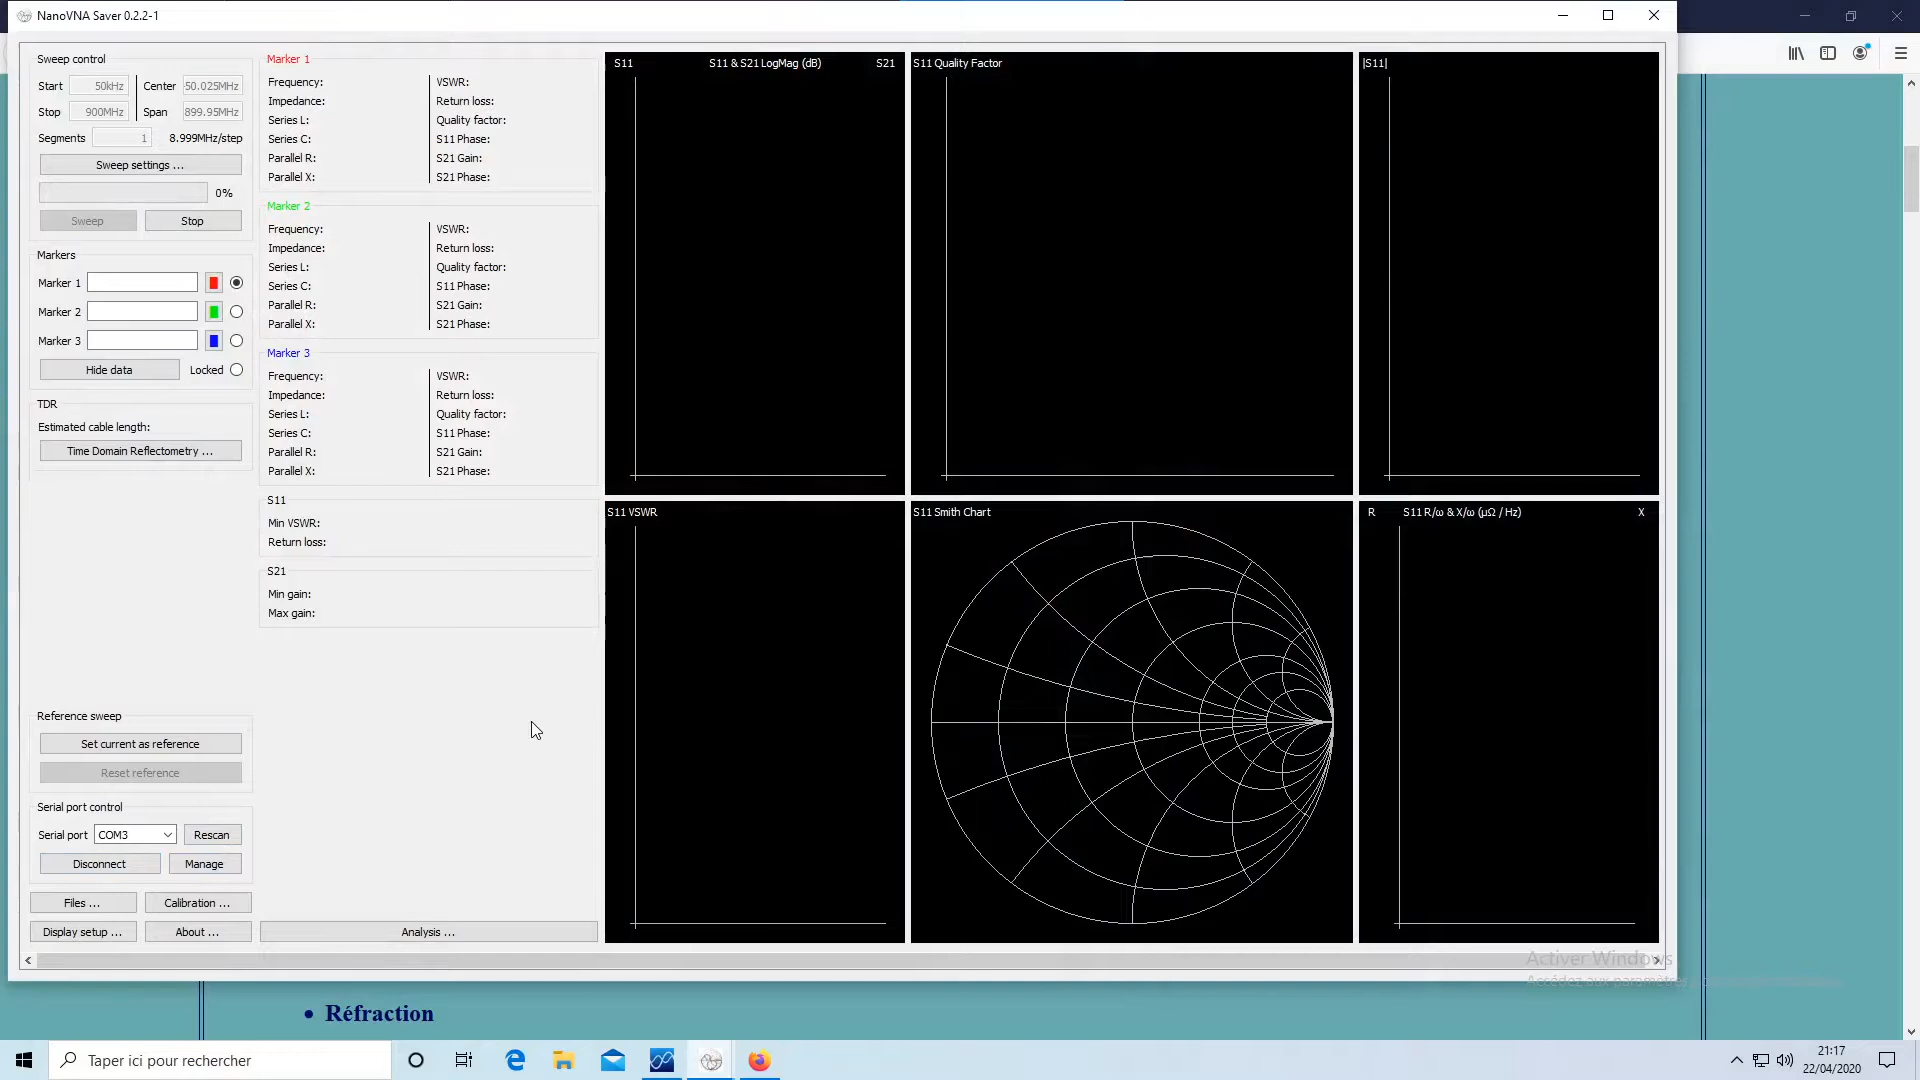 NanoVNA Saver 0.2.2-1
Sweep control
Start 50kHz Center 50.025MHz
Stop 900MHz Span 899.95MHz
Segments 1 8.999MHz/step
Sweep settings ...
0%
Sweep Stop
Markers
Marker 1
Marker 2
Marker 3
Hide data Locked
TDR
Estimated cable length:
Time Domain Reflectometry ...
Reference sweep
Set current as reference
Reset reference
Serial port control
Serial port COM3 Rescan
Disconnect Manage
Files ... Calibration ...
Display setup ... About ...
Marker 1
Frequency: VSWR:
Impedance: Return loss:
Series L: Quality factor:
Series C: S11 Phase:
Parallel R: S21 Gain:
Parallel X: S21 Phase:
Marker 2
Frequency: VSWR:
Impedance: Return loss:
Series L: Quality factor:
Series C: S11 Phase:
Parallel R: S21 Gain:
Parallel X: S21 Phase:
Marker 3
Frequency: VSWR:
Impedance: Return loss:
Series L: Quality factor:
Series C: S11 Phase:
Parallel R: S21 Gain:
Parallel X: S21 Phase:
S11
Min VSWR:
Return loss:
S21
Min gain:
Max gain:
Analysis ...
S11 S11 & S21 LogMag (dB) S21
S11 Quality Factor
|S11|
S11 VSWR
S11 Smith Chart
R S11 R/ω & X/ω (μΩ / Hz) X
Activer Windows
Accédez aux paramètres
• Réfraction
Taper ici pour rechercher
21:17
22/04/2020